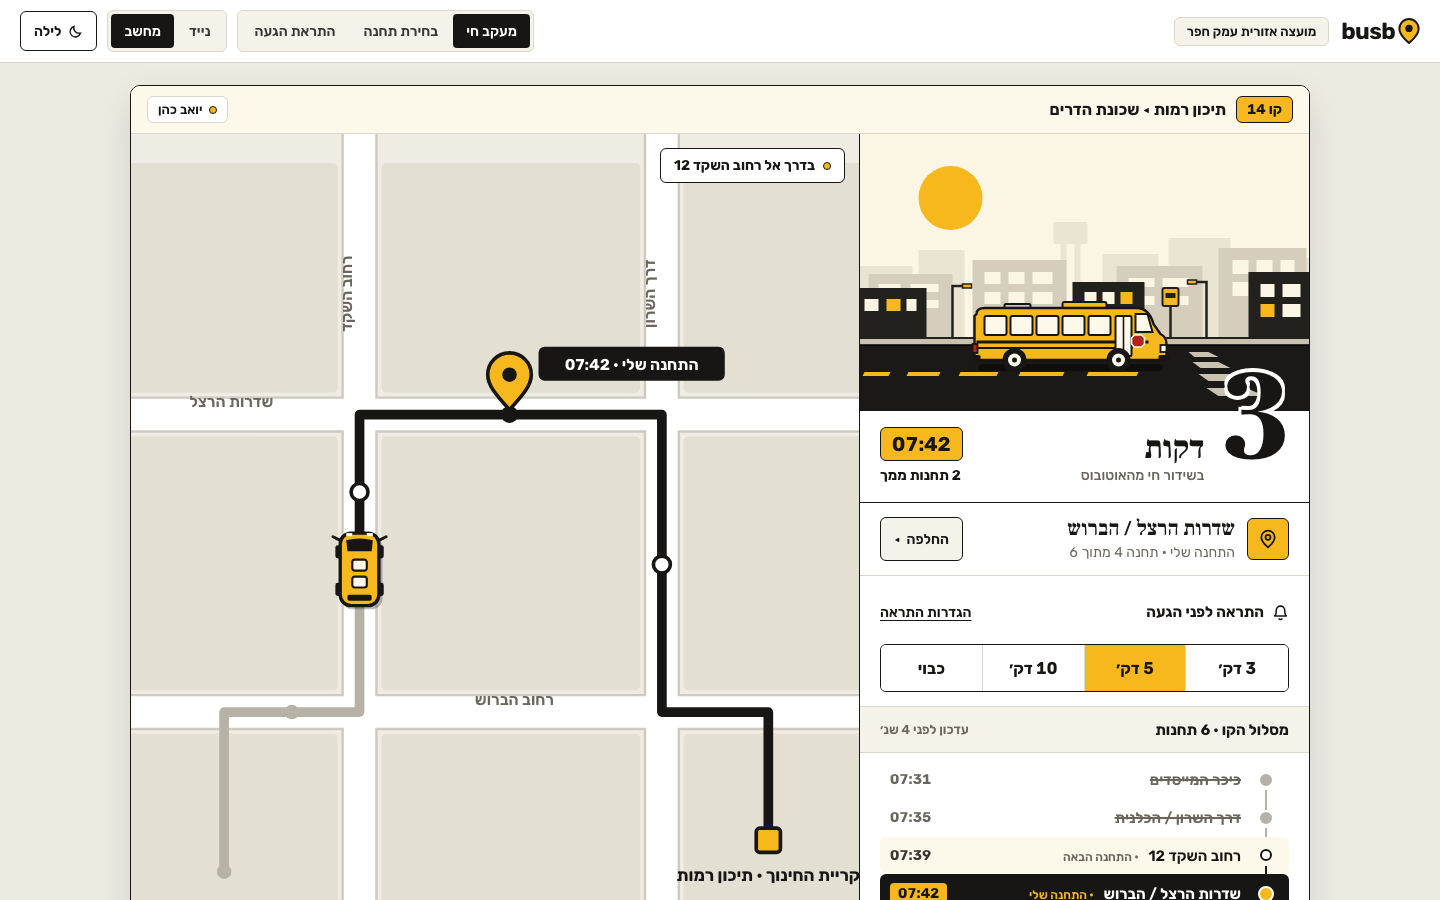 busb
מועצה אזורית עמק חפר
מעקב חי
בחירת תחנה
התראת הגעה
נייד
מחשב
לילה
קו 14
תיכון רמות ◂ שכונת הדרים
יואב כהן
3
דקות
בשידור חי מהאוטובוס
07:42
2 תחנות ממך
שדרות הרצל / הברוש
התחנה שלי • תחנה 4 מתוך 6
החלפה ◂
התראה לפני הגעה
הגדרות התראה
3 דק׳
5 דק׳
10 דק׳
כבוי
מסלול הקו • 6 תחנות
עדכון לפני 4 שנ׳
כיכר המייסדים
07:31
דרך השרון / הכלנית
07:35
רחוב השקד 12 • התחנה הבאה
07:39
שדרות הרצל / הברוש • התחנה שלי
07:42
בדרך אל רחוב השקד 12
דרך השרון
רחוב השקד
התחנה שלי • 07:42
שדרות הרצל
רחוב הברוש
קריית החינוך • תיכון רמות